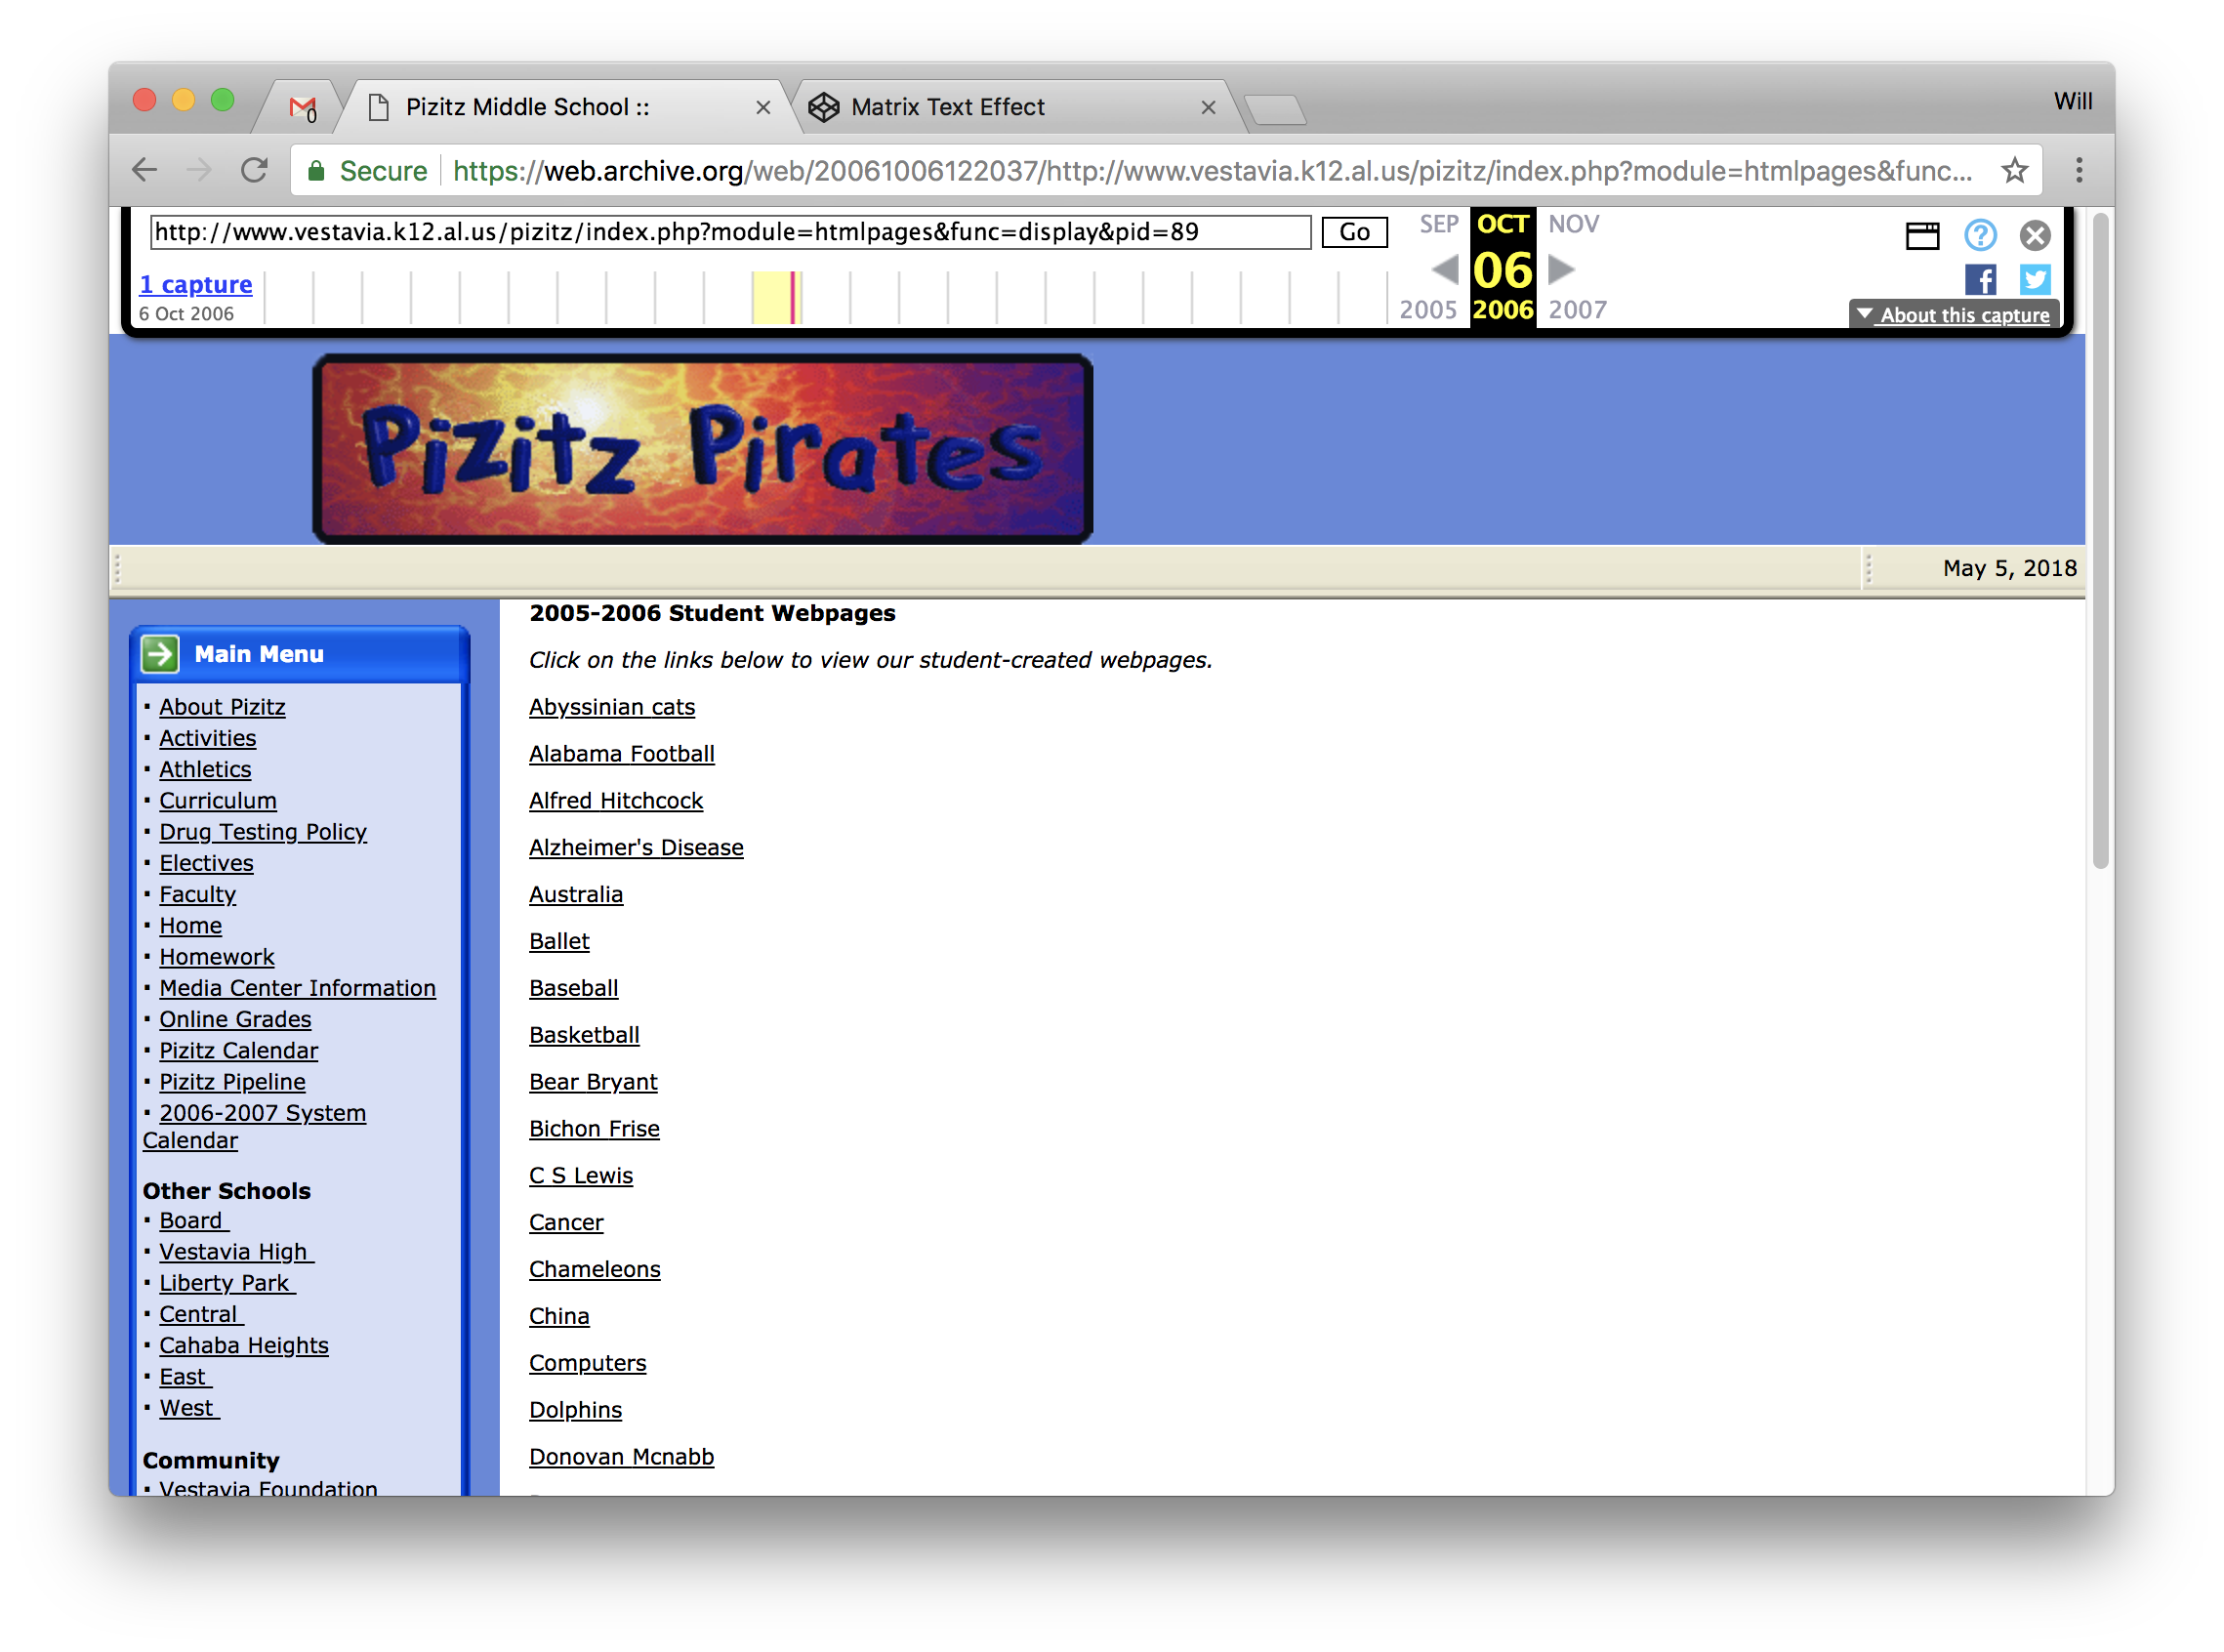 0
Pizitz Middle School ::
Matrix Text Effect
Will
Secure
https://web.archive.org/web/20061006122037/http://www.vestavia.k12.al.us/pizitz/index.php?module=htmlpages&func...
http://www.vestavia.k12.al.us/pizitz/index.php?module=htmlpages&func=display&pid=89
Go
SEP OCT NOV
1 capture
06
6 Oct 2006
2005 2006 2007
About this capture
Pizitz Pirates
May 5, 2018
Main Menu
· About Pizitz
· Activities
· Athletics
· Curriculum
· Drug Testing Policy
· Electives
· Faculty
· Home
· Homework
· Media Center Information
· Online Grades
· Pizitz Calendar
· Pizitz Pipeline
· 2006-2007 System
Calendar
Other Schools
· Board
· Vestavia High
· Liberty Park
· Central
· Cahaba Heights
· East
· West
Community
· Vestavia Foundation
2005-2006 Student Webpages
Click on the links below to view our student-created webpages.
Abyssinian cats
Alabama Football
Alfred Hitchcock
Alzheimer's Disease
Australia
Ballet
Baseball
Basketball
Bear Bryant
Bichon Frise
C S Lewis
Cancer
Chameleons
China
Computers
Dolphins
Donovan Mcnabb